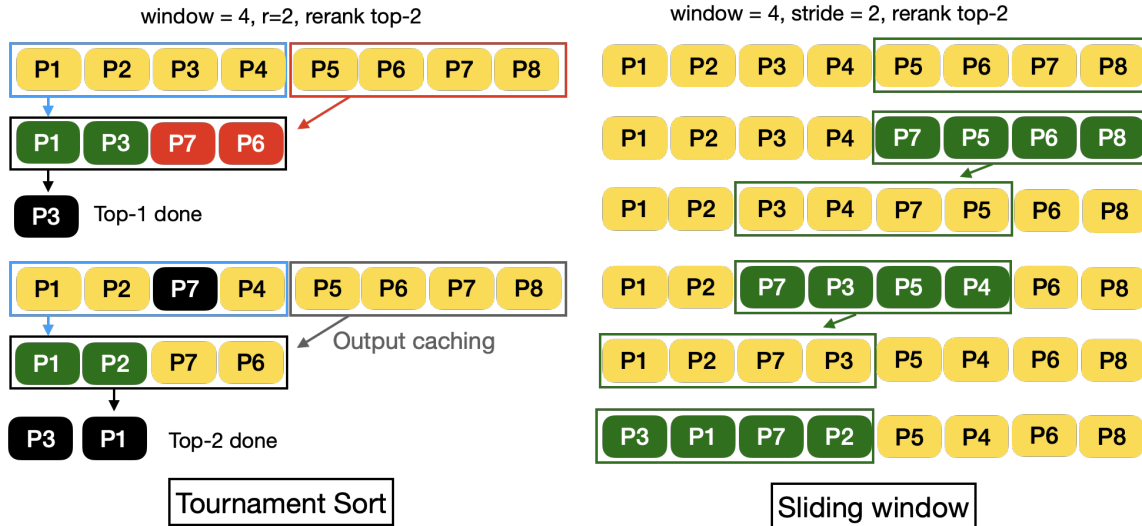 window = 4, r=2, rerank top-2
P1 P2 P3 P4 P5 P6 P7 P8
P1 P3 P7 P6
P3 Top-1 done
P1 P2 P7 P4 P5 P6 P7 P8
Output caching
P1 P2 P7 P6
P3 P1 Top-2 done
Tournament Sort
window = 4, stride = 2, rerank top-2
P1 P2 P3 P4 P5 P6 P7 P8
P1 P2 P3 P4 P7 P5 P6 P8
P1 P2 P3 P4 P7 P5 P6 P8
P1 P2 P7 P3 P5 P4 P6 P8
P1 P2 P7 P3 P5 P4 P6 P8
P3 P1 P7 P2 P5 P4 P6 P8
Sliding window